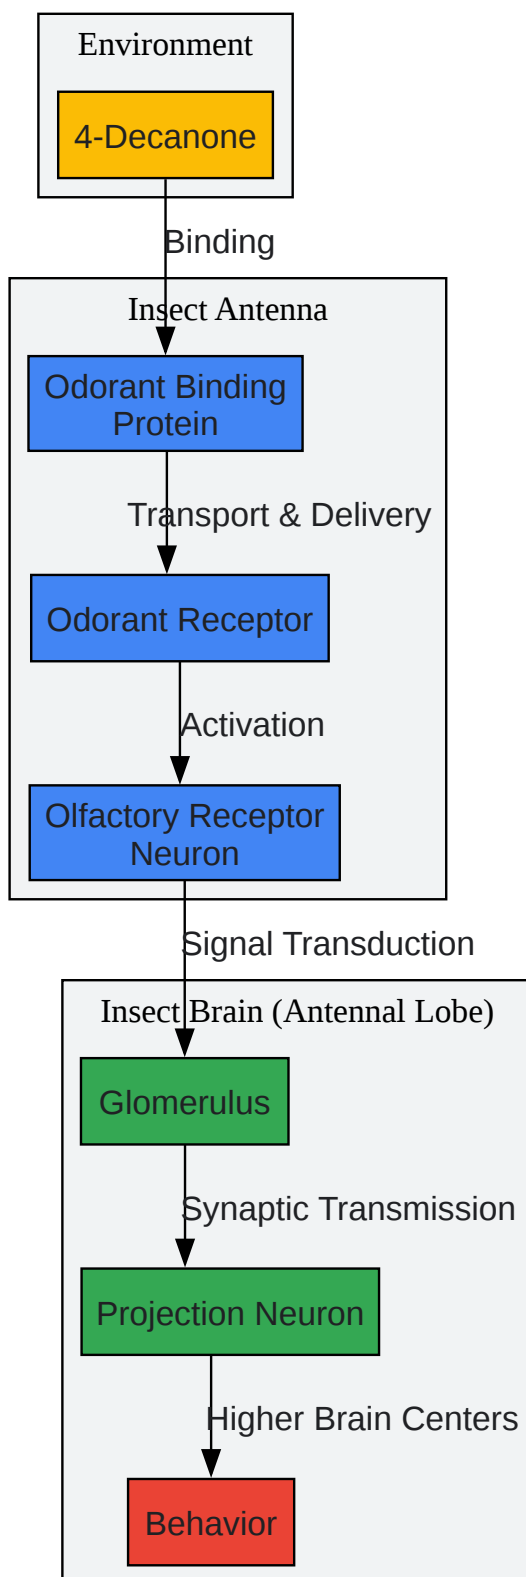 Environment
4-Decanone
Binding
Insect Antenna
Odorant Binding
Protein
Transport & Delivery
Odorant Receptor
Activation
Olfactory Receptor
Neuron
Signal Transduction
Insect Brain (Antennal Lobe)
Glomerulus
Synaptic Transmission
Projection Neuron
Higher Brain Centers
Behavior